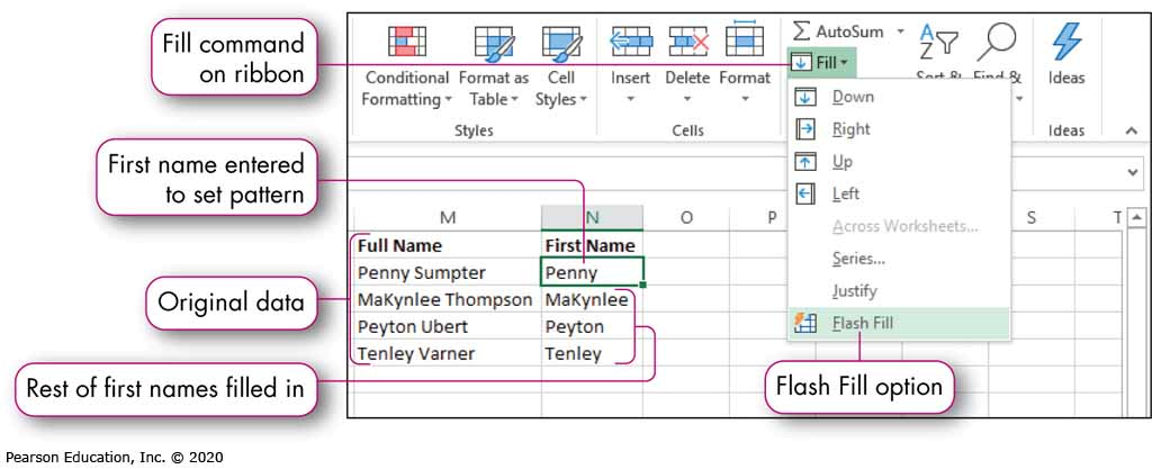 Fill command
on ribbon
First name entered
to set pattern
Original data
Rest of first names filled in
Conditional
Formatting
Format as
Table
Cell
Styles
Styles
Insert
Delete
Format
Cells
AutoSum
Fill
Sort &
Find &
Ideas
Ideas
Down
Right
Up
Left
Across Worksheets...
Series...
Justify
Flash Fill
M N O P S T
Full Name First Name
Penny Sumpter Penny
MaKynlee Thompson MaKynlee
Peyton Ubert Peyton
Tenley Varner Tenley
Flash Fill option
Pearson Education, Inc. © 2020